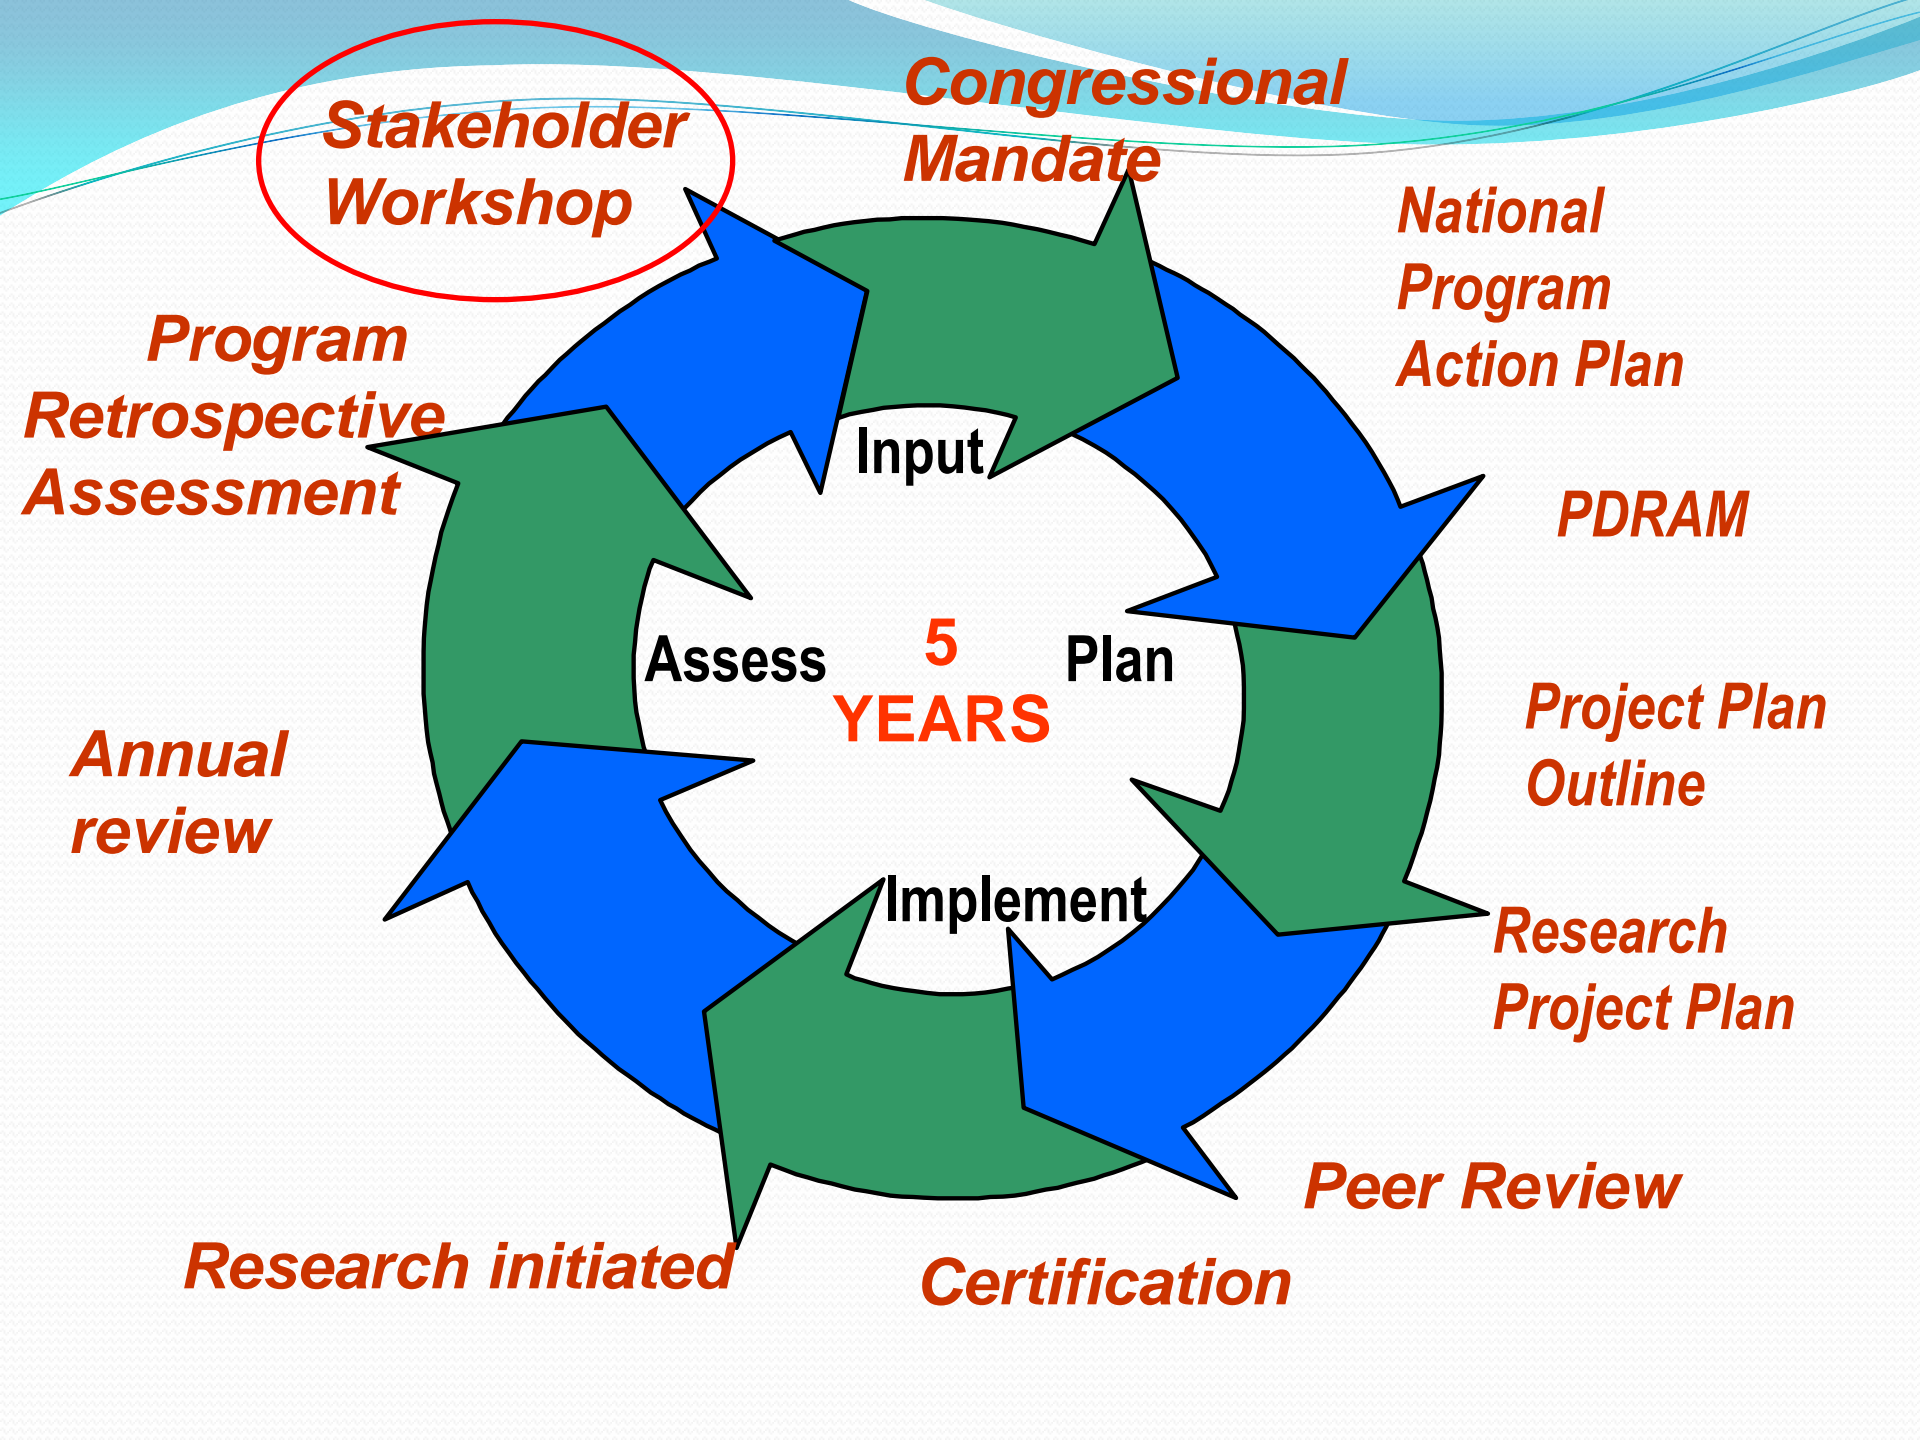 Stakeholder
Workshop
Congressional
Mandate
National
Program
Action Plan
PDRAM
Project Plan
Outline
Research
Project Plan
Peer Review
Certification
Research initiated
Annual
review
Program
Retrospective
Assessment
Input
Plan
Implement
Assess
5
YEARS